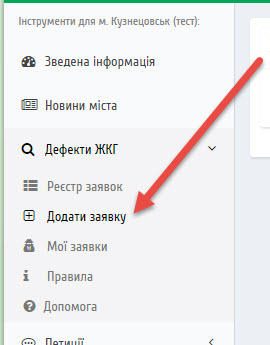 Інструменти для м. Кузнецовськ (тест):
Зведена інформація
Новини міста
Дефекти ЖКГ
Реєстр заявок
Додати заявку
Мої заявки
Правила
Допомога
Петиції